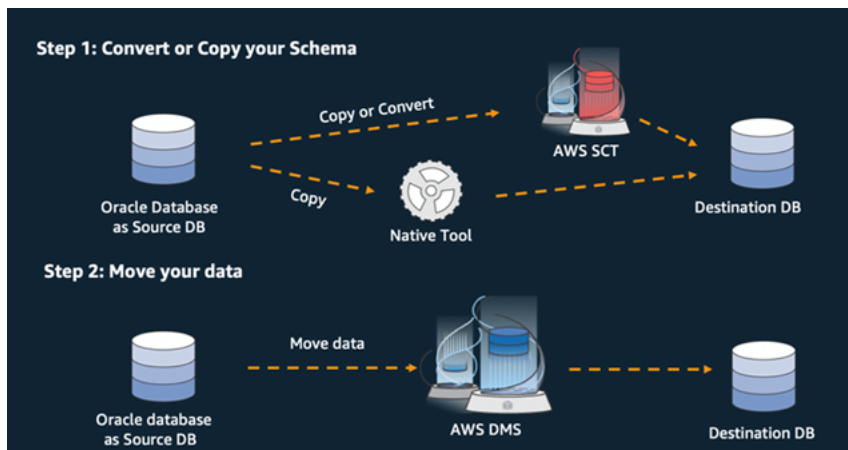 Step 1: Convert or Copy your Schema
Copy or Convert
AWS SCT
Oracle Database
as Source DB
Copy
Native Tool
Destination DB
Step 2: Move your data
Move data
Oracle database
as Source DB
AWS DMS
Destination DB